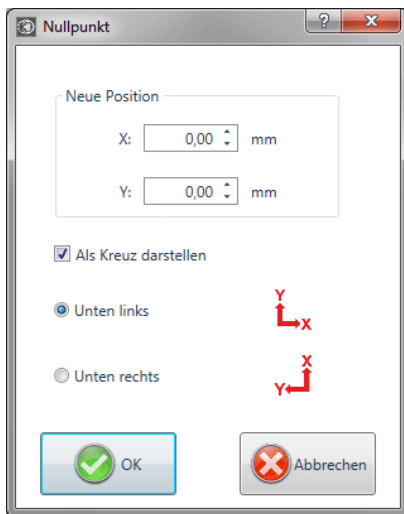 Nullpunkt
?
Neue Position
X: 0,00 mm
Y: 0,00 mm
Als Kreuz darstellen
Unten links
Y
X
Unten rechts
X
Y
OK
Abbrechen